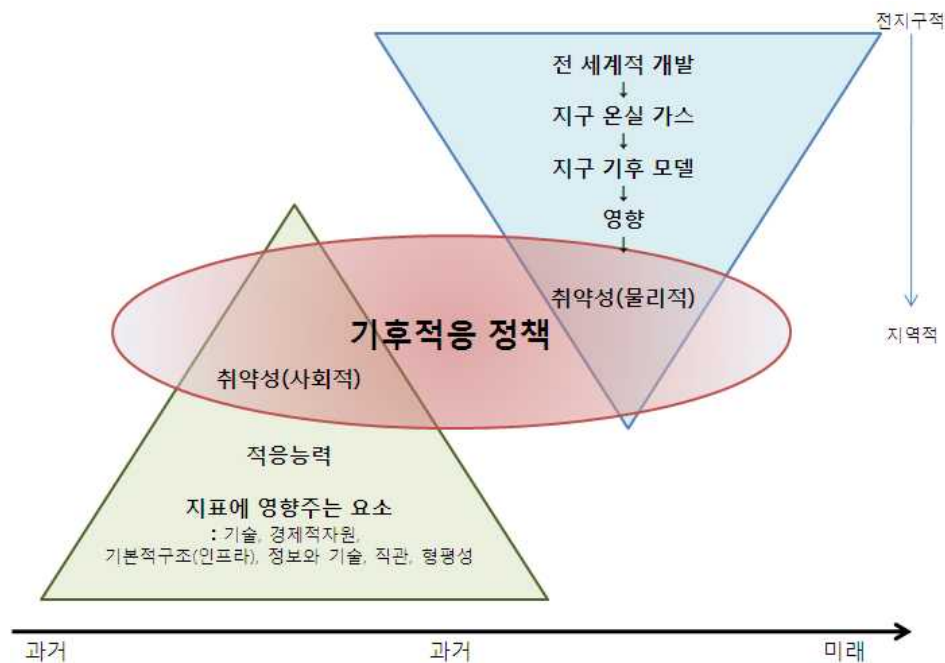 전지구적
전 세계적 개발
↓
지구 온실 가스
↓
지구 기후 모델
↓
영향
↓
취약성(물리적)
기후적응 정책
지역적
취약성(사회적)
적응능력
지표에 영향주는 요소
: 기술, 경제적자원,
기본적구조(인프라), 정보와 기술, 직관, 형평성
과거
과거
미래